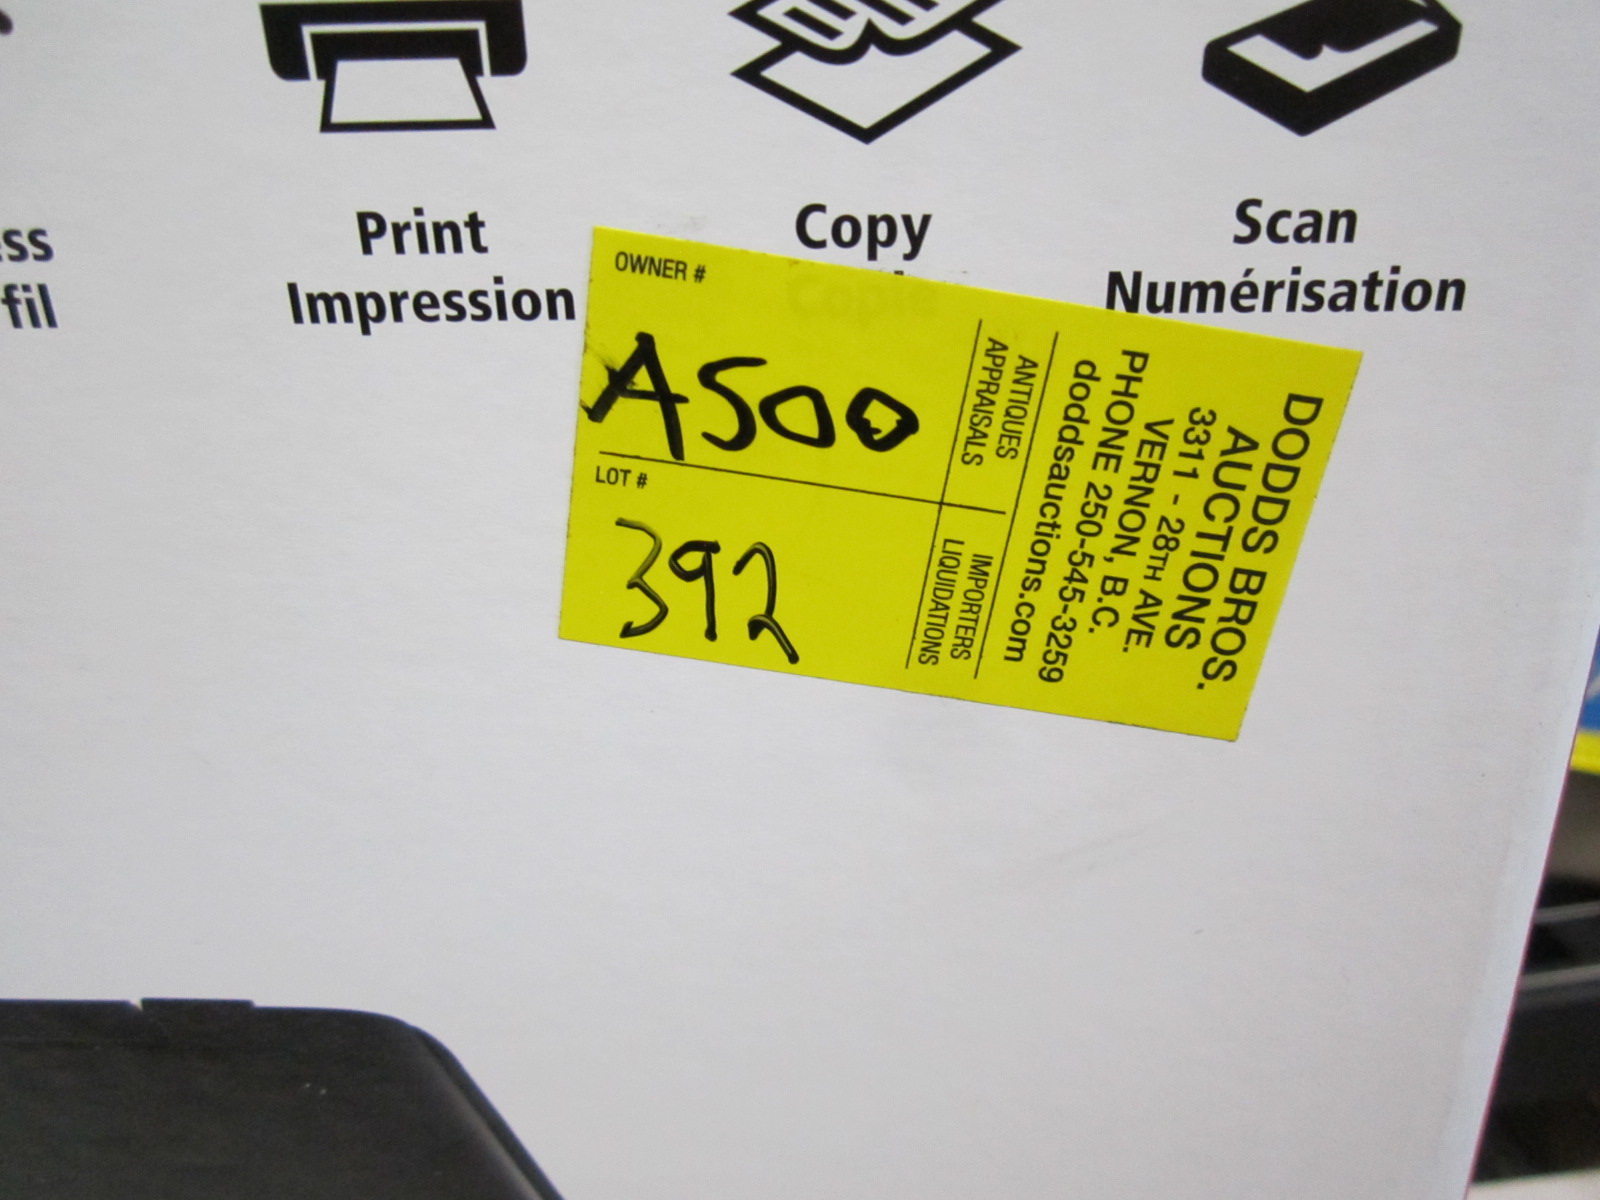 ss
fil
Print
Impression
Copy
Copie
Scan
Numérisation
OWNER #
A500
LOT #
392
ANTIQUES
APPRAISALS
IMPORTERS
LIQUIDATIONS
DODDS BROS.
AUCTIONS
3311 - 28TH AVE.
VERNON, B.C.
PHONE 250-545-3259
doddsauctions.com